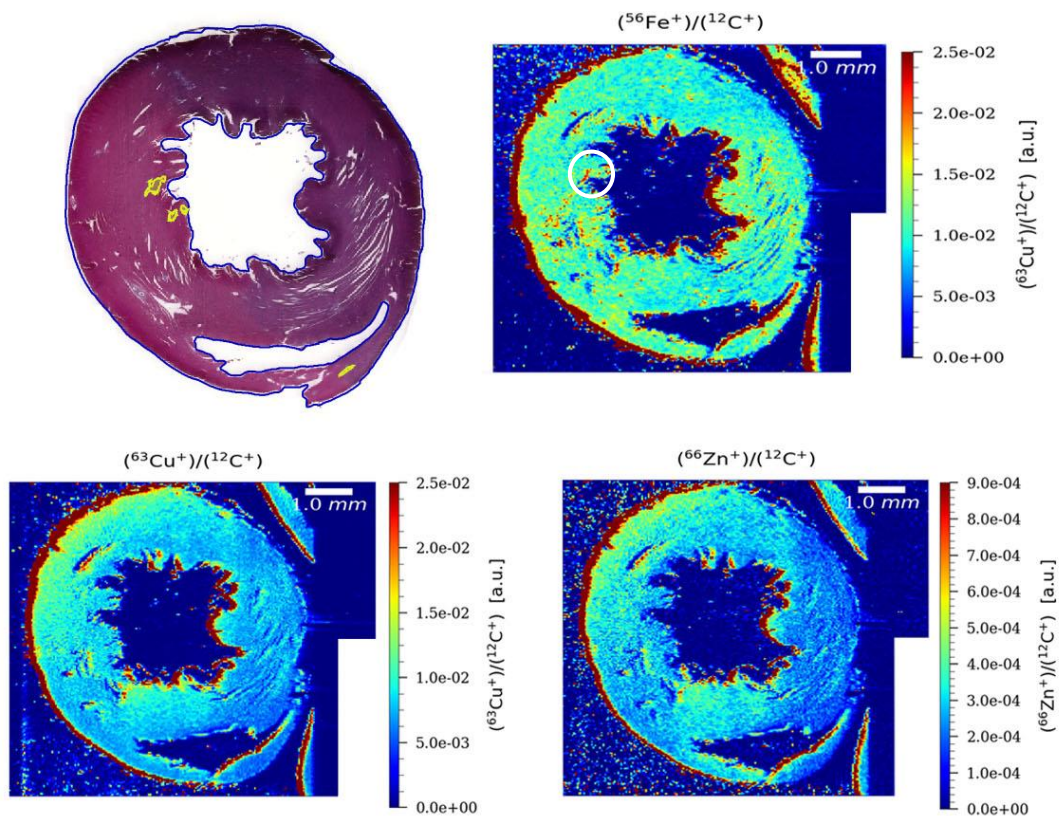 (⁵⁶Fe⁺)/(¹²C⁺)
1.0 mm
2.5e-02
2.0e-02
1.5e-02
1.0e-02
5.0e-03
0.0e+00
(⁶³Cu⁺)/(¹²C⁺) [a.u.]
(⁶³Cu⁺)/(¹²C⁺)
1.0 mm
2.5e-02
2.0e-02
1.5e-02
1.0e-02
5.0e-03
0.0e+00
(⁶³Cu⁺)/(¹²C⁺) [a.u.]
(⁶⁶Zn⁺)/(¹²C⁺)
1.0 mm
9.0e-04
8.0e-04
7.0e-04
6.0e-04
5.0e-04
4.0e-04
3.0e-04
2.0e-04
1.0e-04
0.0e+00
(⁶⁶Zn⁺)/(¹²C⁺) [a.u.]